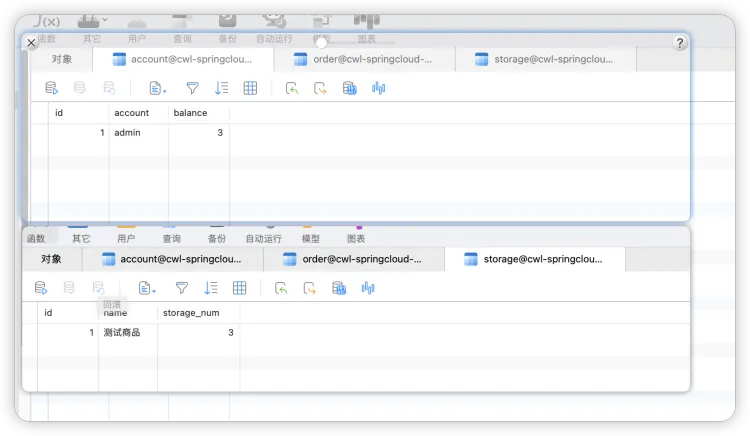 J(x)
函数 其它 用户 查询 备份 自动运行 模型 图表
?
对象 account@cwl-springclou... order@cwl-springcloud-... storage@cwl-springclou...
id account balance
1 admin 3
函数 其它 用户 查询 备份 自动运行 模型 图表
对象 account@cwl-springclou... order@cwl-springcloud-... storage@cwl-springclou...
回滚
id name storage_num
1 测试商品 3